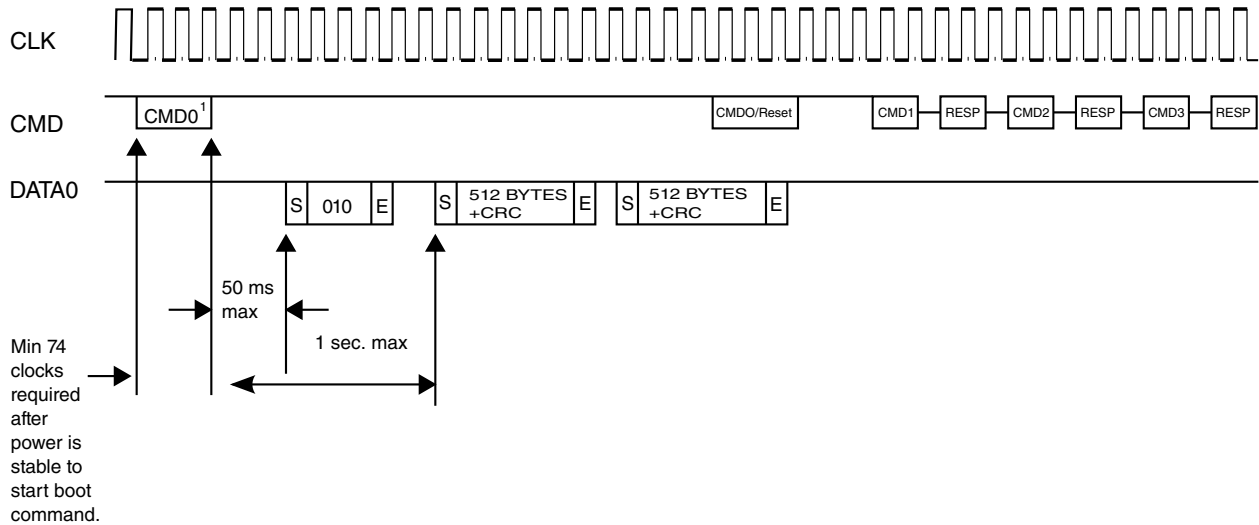 CLK
CMD
CMD0¹
CMDO/Reset
CMD1
RESP
CMD2
RESP
CMD3
RESP
DATA0
S
010
E
S
512 BYTES
+CRC
E
S
512 BYTES
+CRC
E
50 ms
max
1 sec. max
Min 74
clocks
required
after
power is
stable to
start boot
command.